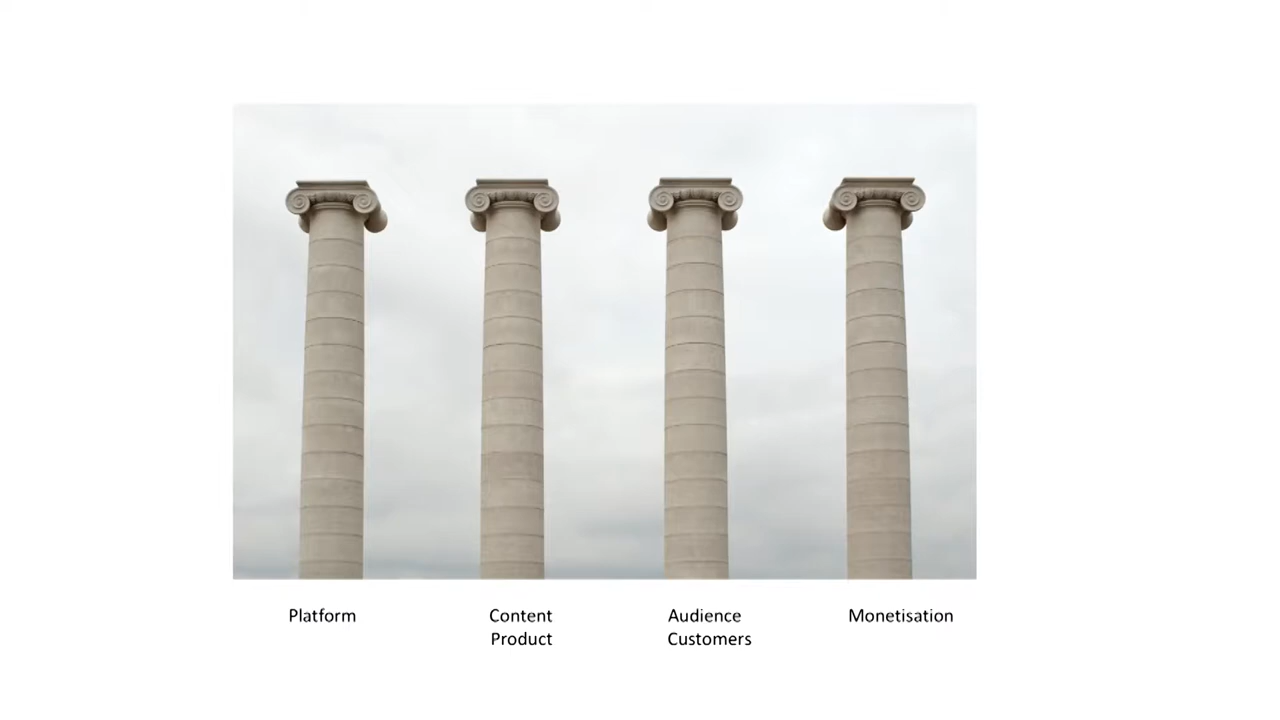 Platform
Content
Product
Audience
Customers
Monetisation